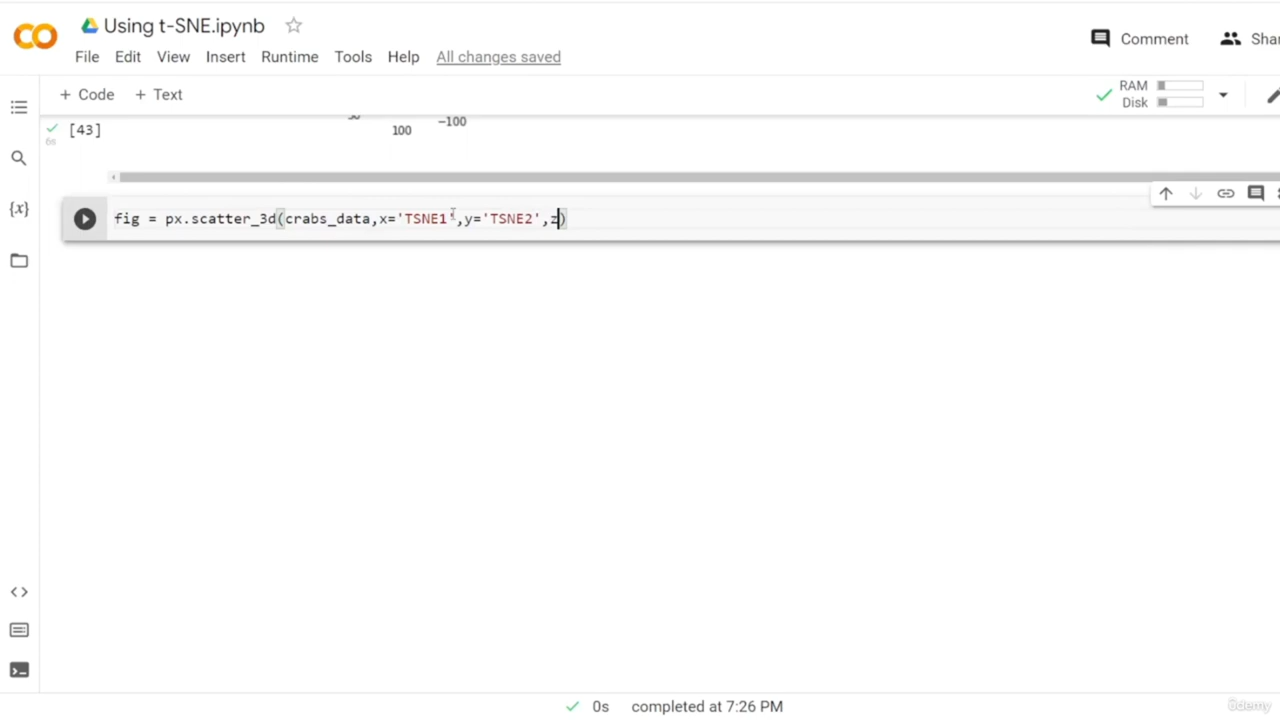 Using t-SNE.ipynb
Comment
File Edit View Insert Runtime Tools Help All changes saved
+ Code + Text
RAM
Disk
[43]
6s
100
-100
{x}
fig = px.scatter_3d(crabs_data,x='TSNE1',y='TSNE2',z)
0s completed at 7:26 PM